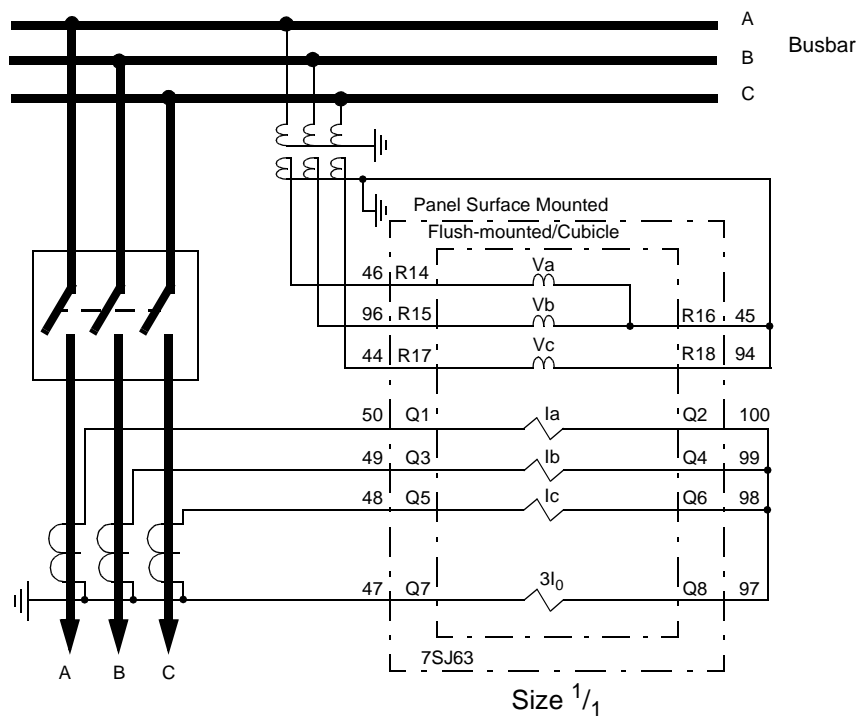 A
Busbar
B
C
Panel Surface Mounted
Flush-mounted/Cubicle
46 R14 Va
96 R15 Vb R16 45
44 R17 Vc R18 94
50 Q1 Ia Q2 100
49 Q3 Ib Q4 99
48 Q5 Ic Q6 98
47 Q7 3I0 Q8 97
7SJ63
A B C
Size 1/1